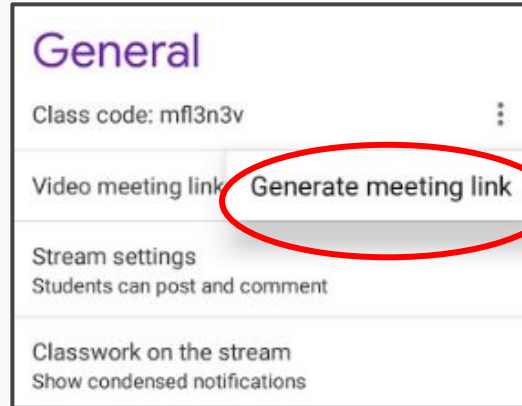 General
Class code: mfl3n3v
Video meeting link Generate meeting link
Stream settings
Students can post and comment
Classwork on the stream
Show condensed notifications